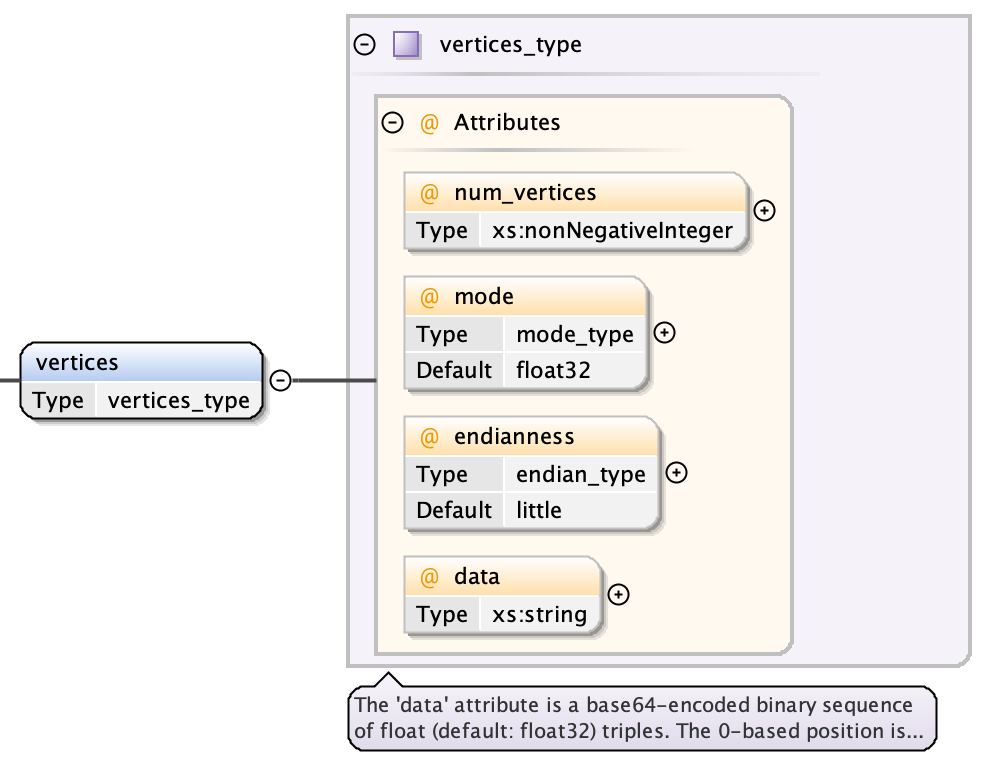 vertices_type
@ Attributes
@ num_vertices
Type xs:nonNegativeInteger
@ mode
Type mode_type
Default float32
vertices
Type vertices_type
@ endianness
Type endian_type
Default little
@ data
Type xs:string
The 'data' attribute is a base64-encoded binary sequence
of float (default: float32) triples. The 0-based position is...